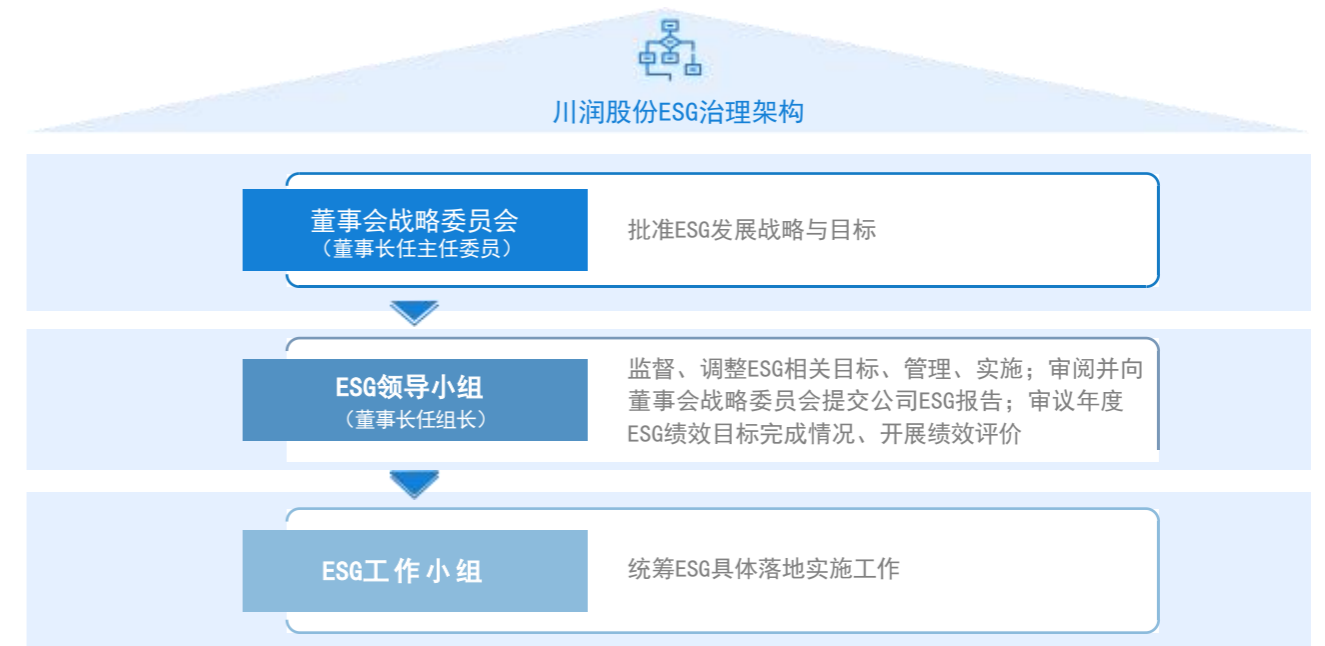 川润股份ESG治理架构
董事会战略委员会
（董事长任主任委员）
批准ESG发展战略与目标
ESG领导小组
（董事长任组长）
监督、调整ESG相关目标、管理、实施；审阅并向
董事会战略委员会提交公司ESG报告；审议年度
ESG绩效目标完成情况、开展绩效评价
ESG工作小组
统筹ESG具体落地实施工作